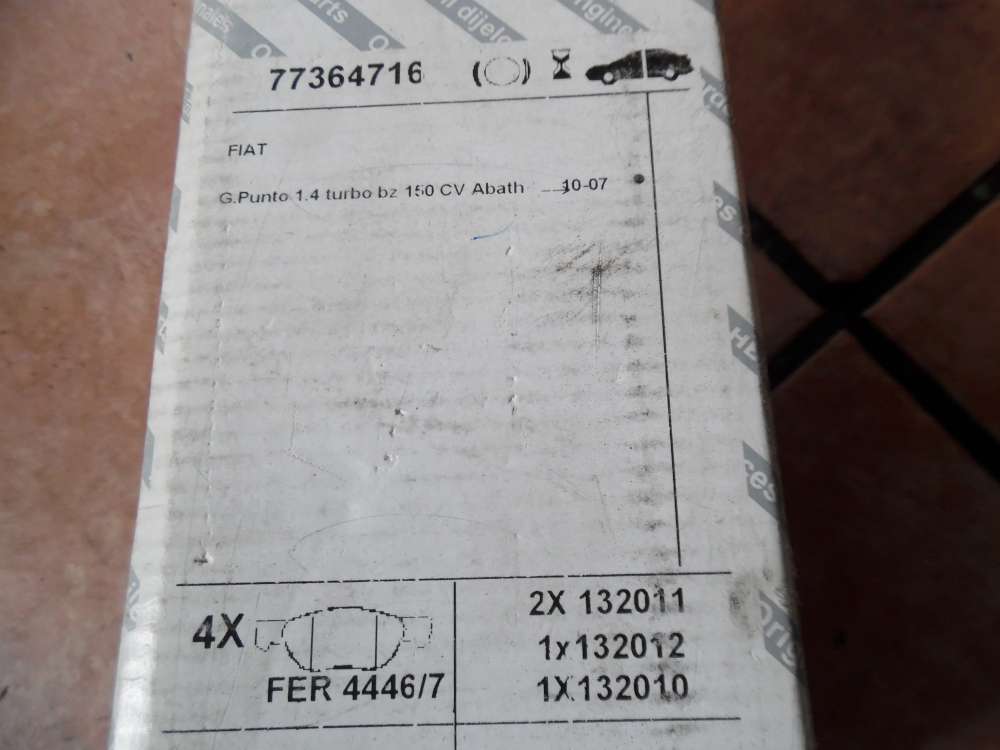 77364716
FIAT
G.Punto 1.4 turbo bz 150 CV Abath 10-07
4X
FER 4446/7
2X 132011
1x132012
1X132010